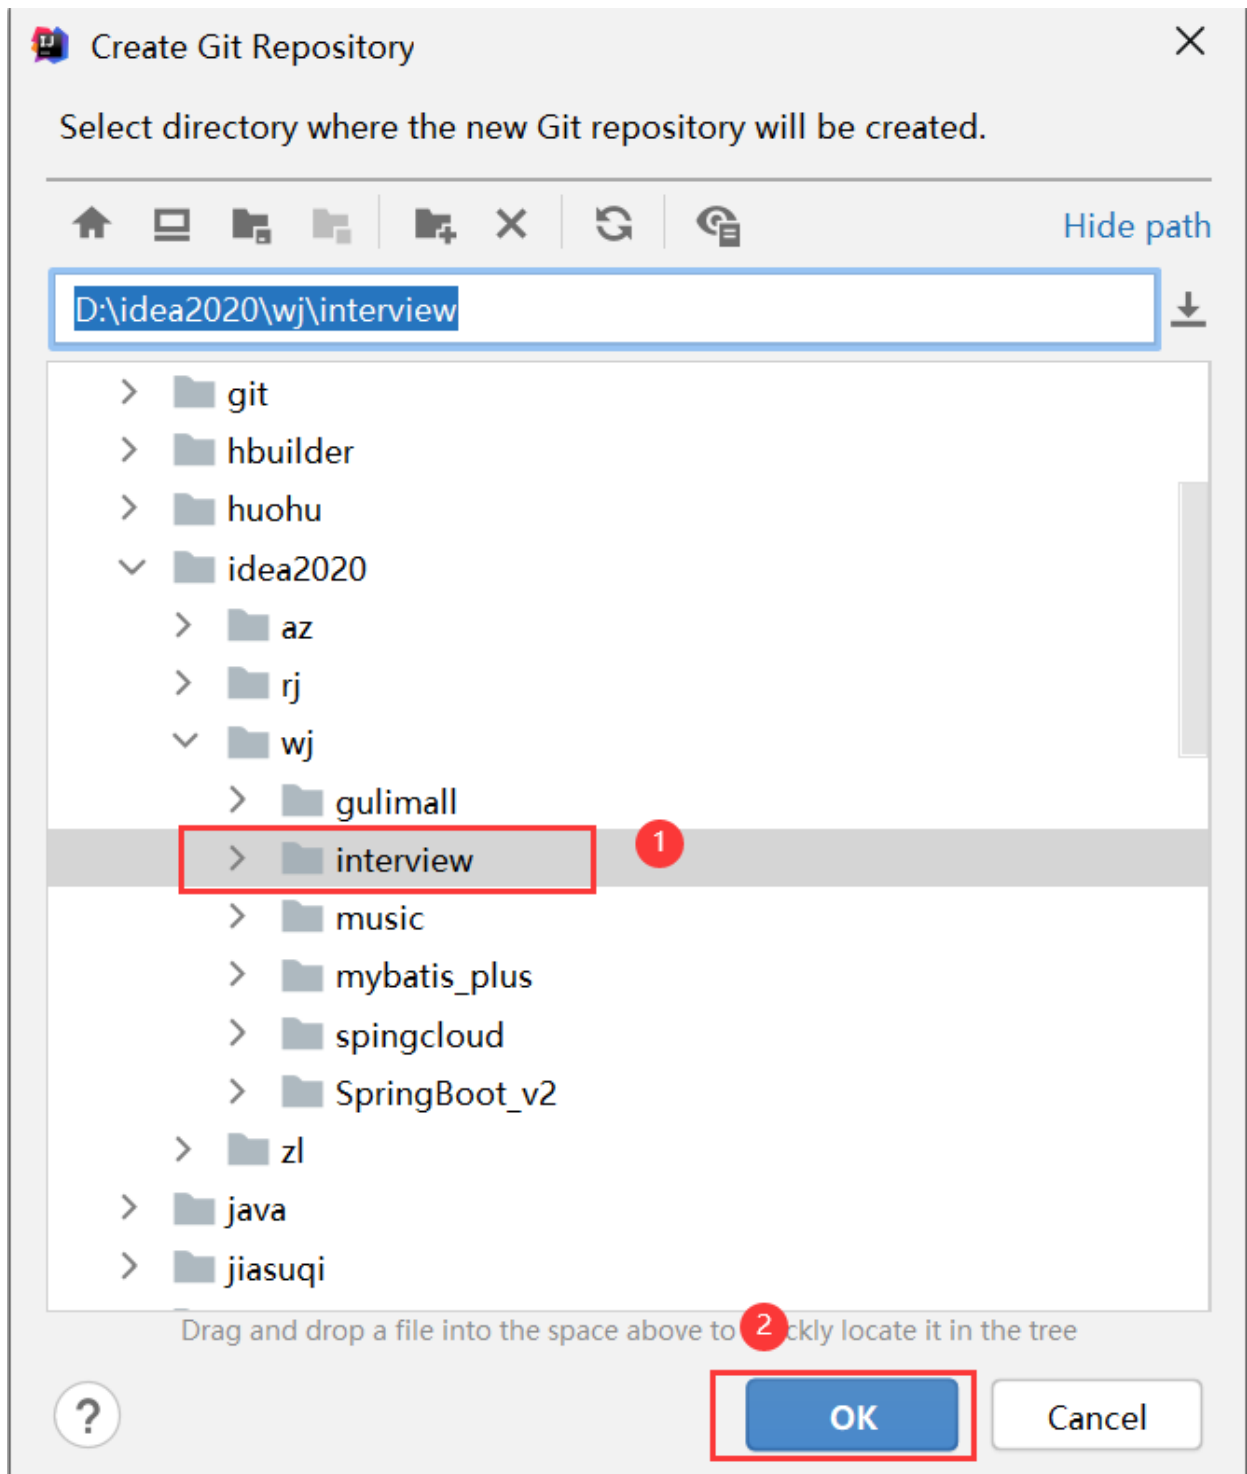 Create Git Repository
Select directory where the new Git repository will be created.
Hide path
D:\idea2020\wj\interview
git
hbuilder
huohu
idea2020
az
rj
wj
gulimall
interview
1
music
mybatis_plus
spingcloud
SpringBoot_v2
zl
java
jiasuqi
Drag and drop a file into the space above to 2 ckly locate it in the tree
?
OK
Cancel